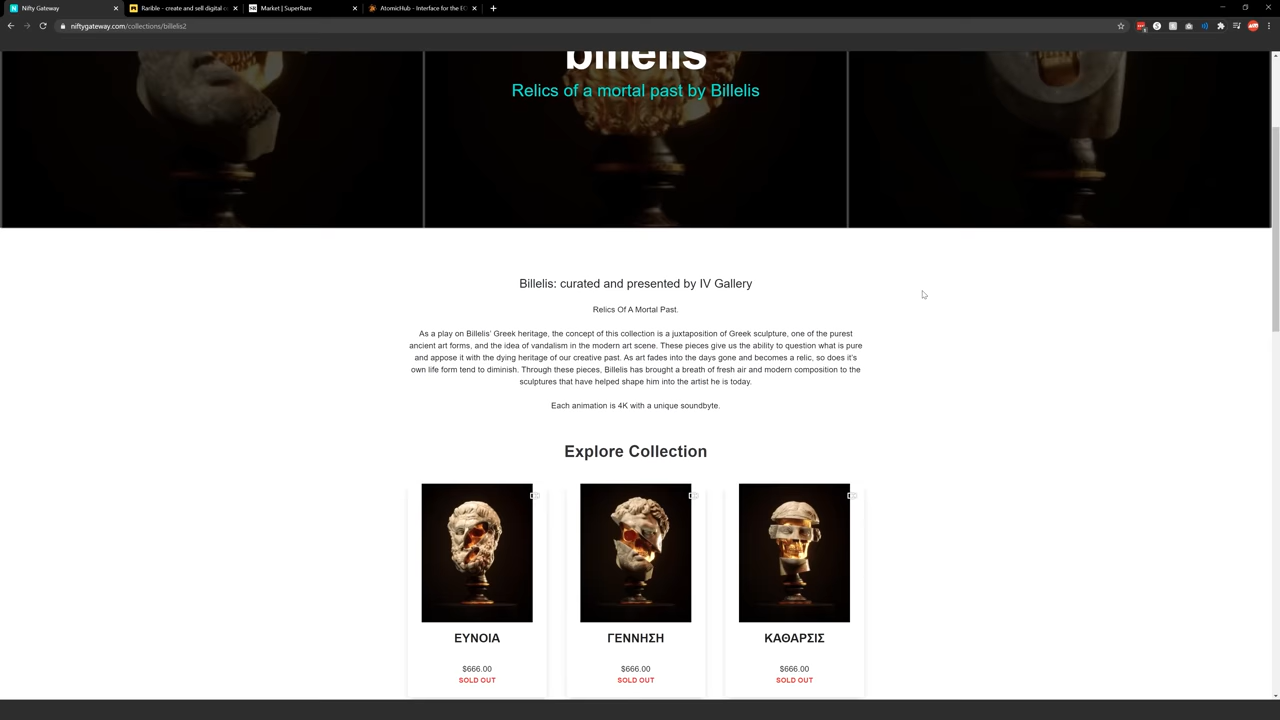 Nifty Gateway
Rarible - create and sell digital c
Market | SuperRare
AtomicHub - Interface for the E
niftygateway.com/collections/billelis2
billelis
Relics of a mortal past by Billelis
Billelis: curated and presented by IV Gallery
Relics Of A Mortal Past.
As a play on Billelis' Greek heritage, the concept of this collection is a juxtaposition of Greek sculpture, one of the purest
ancient art forms, and the idea of vandalism in the modern art scene. These pieces give us the ability to question what is pure
and appose it with the dying heritage of our creative past. As art fades into the days gone and becomes a relic, so does it's
own life form tend to diminish. Through these pieces, Billelis has brought a breath of fresh air and modern composition to the
sculptures that have helped shape him into the artist he is today.
Each animation is 4K with a unique soundbyte.
Explore Collection
ΕΥΝΟΙΑ ΓΕΝΝΗΣΗ ΚΑΘΑΡΣΙΣ
$666.00 $666.00 $666.00
SOLD OUT SOLD OUT SOLD OUT